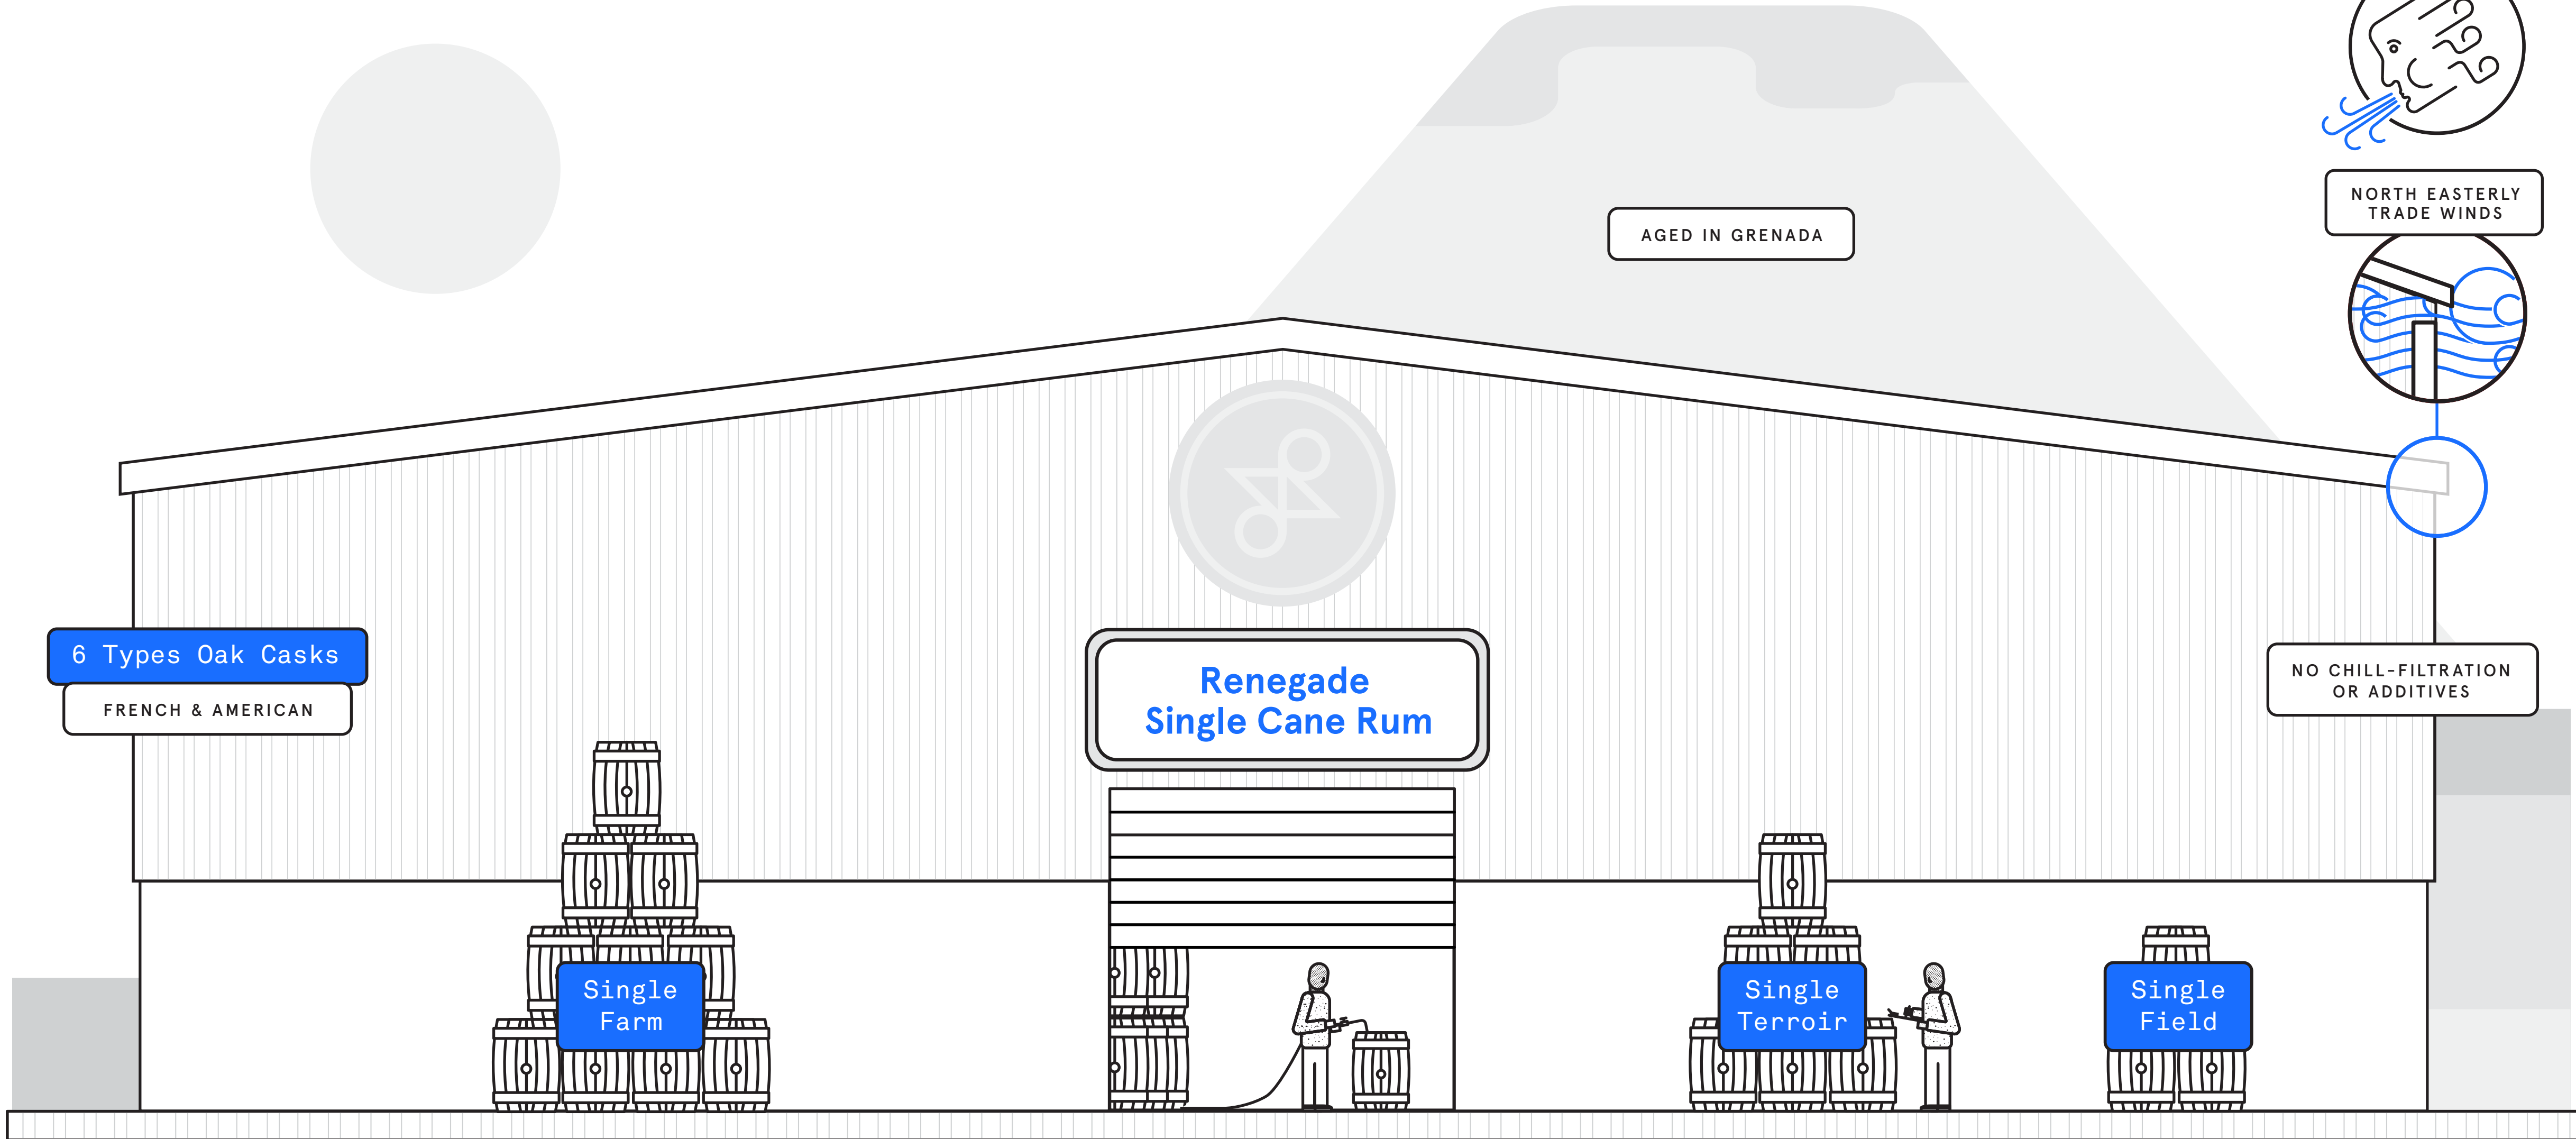 NORTH EASTERLY
TRADE WINDS
AGED IN GRENADA
6 Types Oak Casks
FRENCH & AMERICAN
Renegade
Single Cane Rum
NO CHILL-FILTRATION
OR ADDITIVES
Single
Farm
Single
Terroir
Single
Field